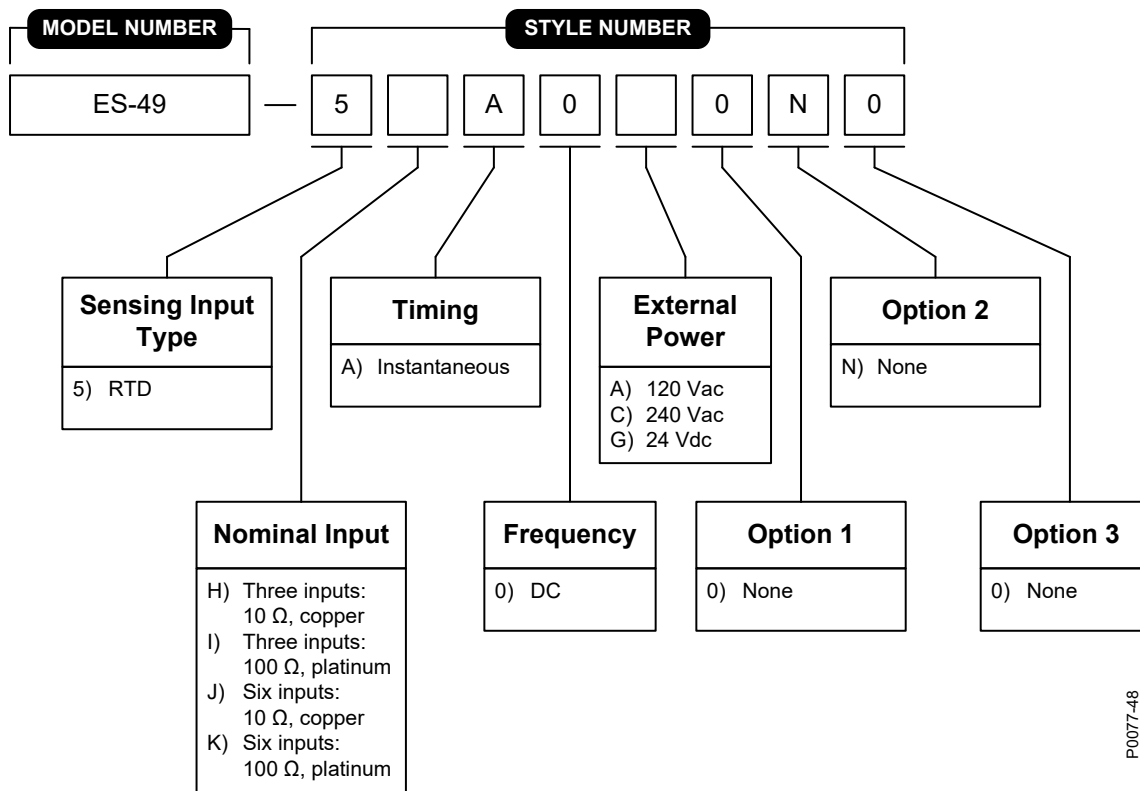 MODEL NUMBER
STYLE NUMBER
ES-49 — 5 A 0 0 N 0
Sensing Input
Type
5) RTD
Timing
A) Instantaneous
External
Power
A) 120 Vac
C) 240 Vac
G) 24 Vdc
Option 2
N) None
Nominal Input
H) Three inputs:
10 Ω, copper
I) Three inputs:
100 Ω, platinum
J) Six inputs:
10 Ω, copper
K) Six inputs:
100 Ω, platinum
Frequency
0) DC
Option 1
0) None
Option 3
0) None
P0077-48